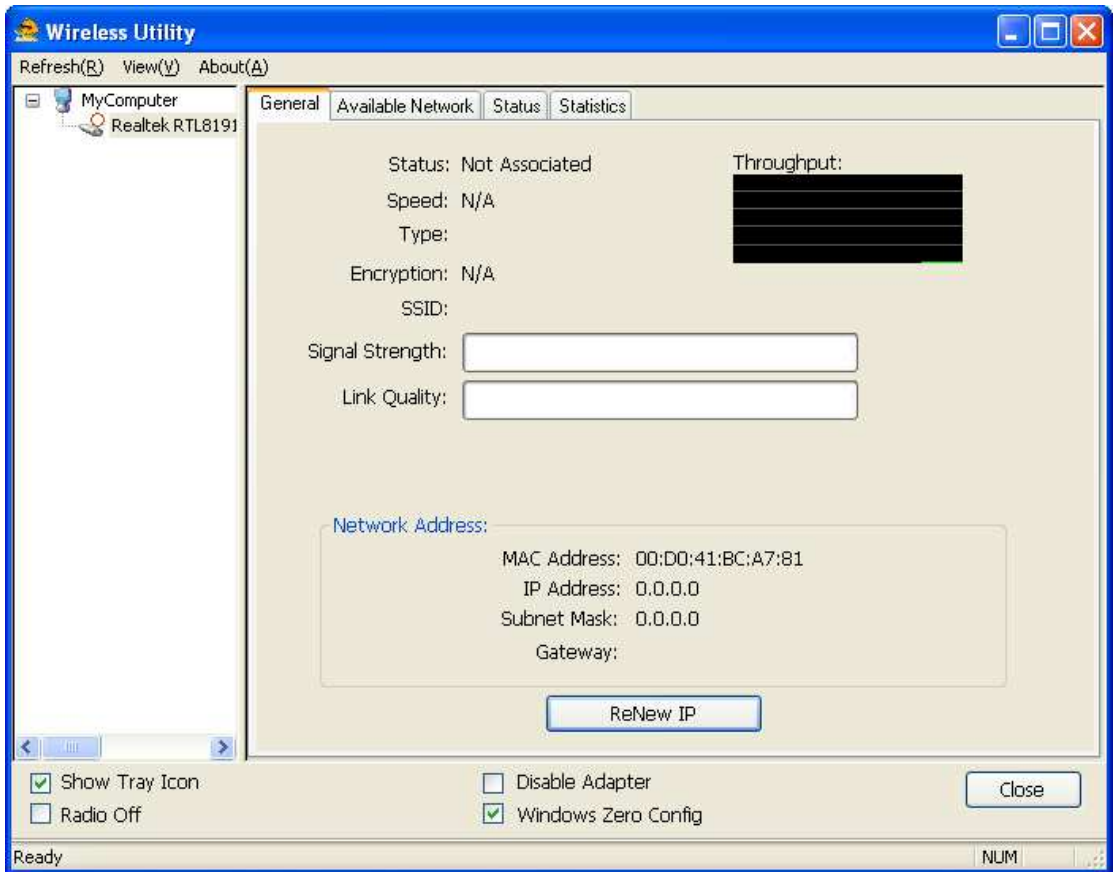 Wireless Utility
Refresh(R) View(V) About(A)
MyComputer
Realtek RTL8191
General Available Network Status Statistics
Status: Not Associated
Throughput:
Speed: N/A
Type:
Encryption: N/A
SSID:
Signal Strength:
Link Quality:
Network Address:
MAC Address: 00:D0:41:BC:A7:81
IP Address: 0.0.0.0
Subnet Mask: 0.0.0.0
Gateway:
ReNew IP
Show Tray Icon
Disable Adapter
Close
Radio Off
Windows Zero Config
Ready
NUM